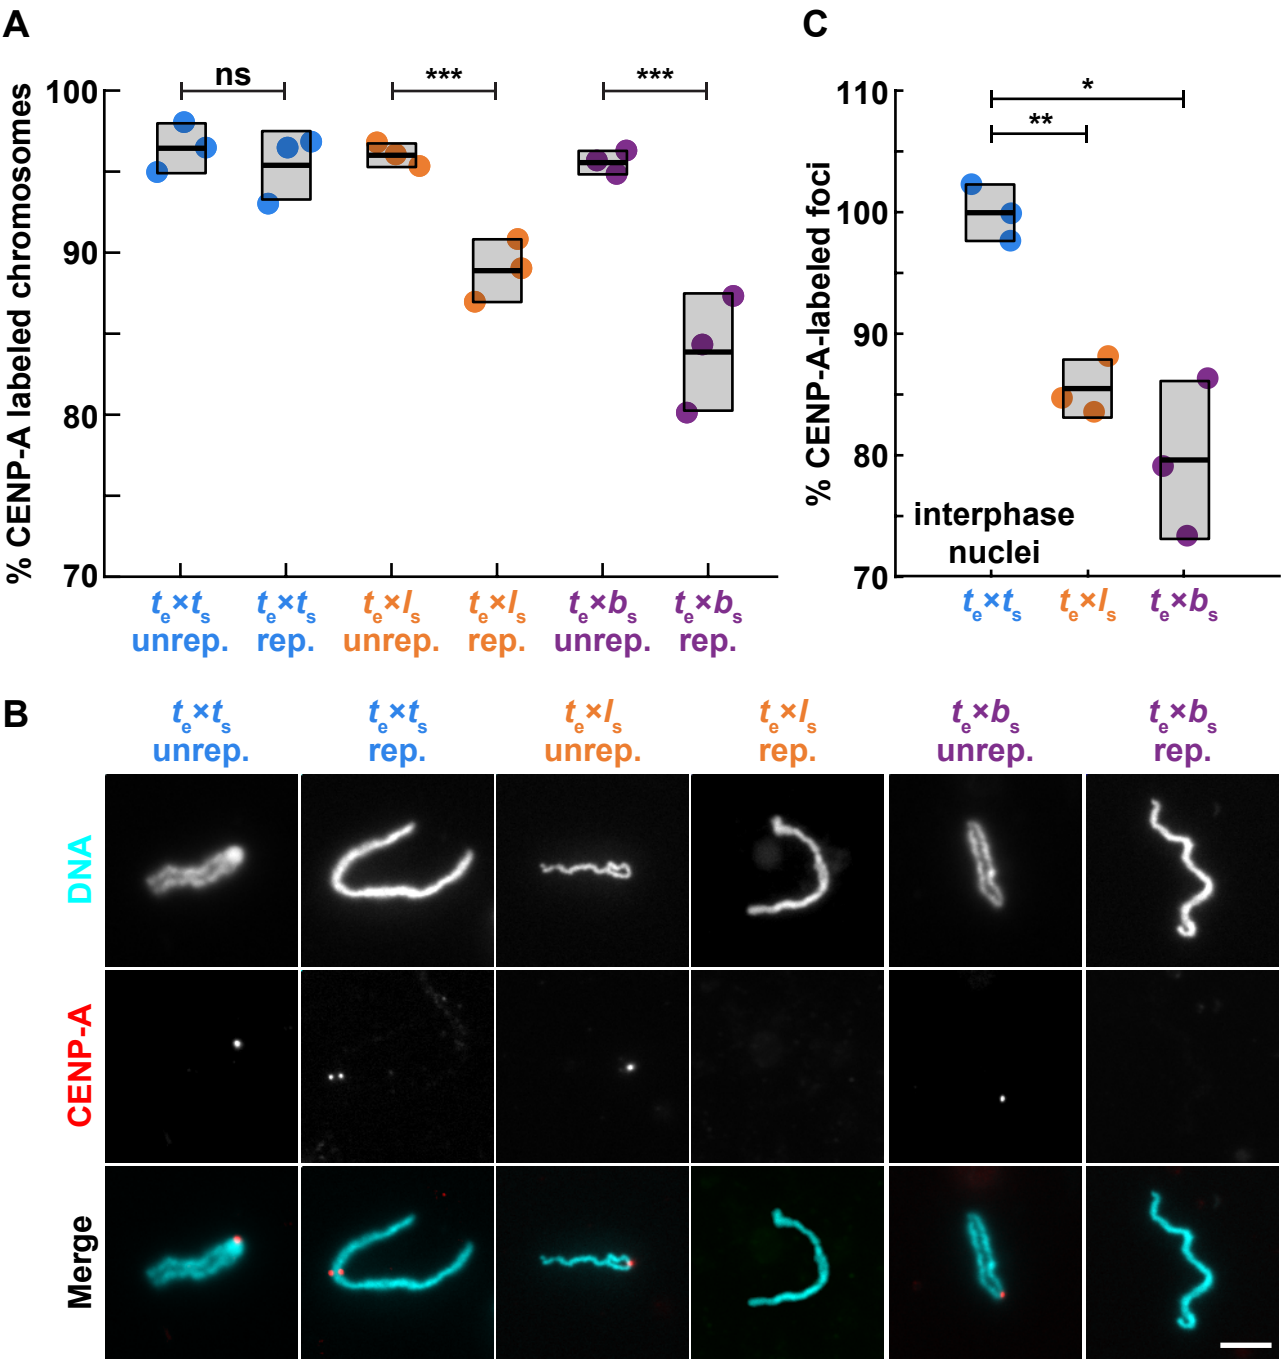 A
% CENP-A labeled chromosomes
100
90
80
70
ns
***
***
te×ts
unrep.
te×ts
rep.
te×ls
unrep.
te×ls
rep.
te×bs
unrep.
te×bs
rep.
C
% CENP-A-labeled foci
110
100
90
80
70
*
**
interphase
nuclei
te×ts
te×ls
te×bs
B
te×ts
unrep.
te×ts
rep.
te×ls
unrep.
te×ls
rep.
te×bs
unrep.
te×bs
rep.
DNA
CENP-A
Merge